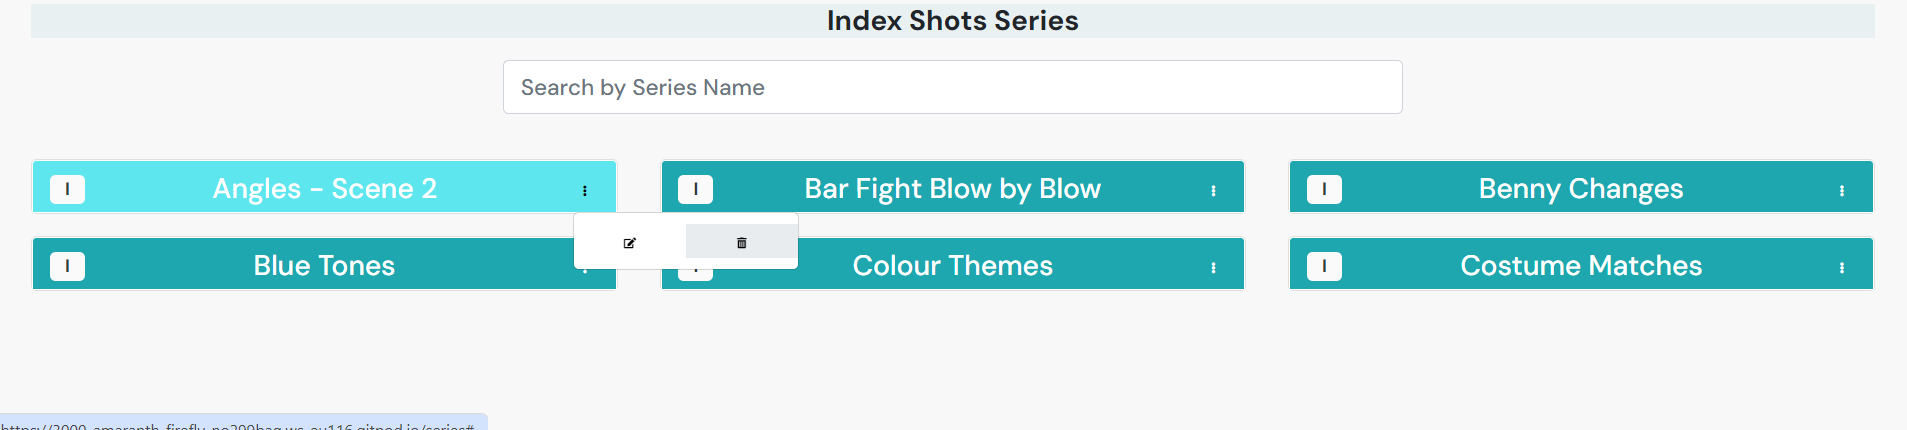 Index Shots Series
Search by Series Name
I Angles - Scene 2
I Bar Fight Blow by Blow
I Benny Changes
I Blue Tones
I Colour Themes
I Costume Matches